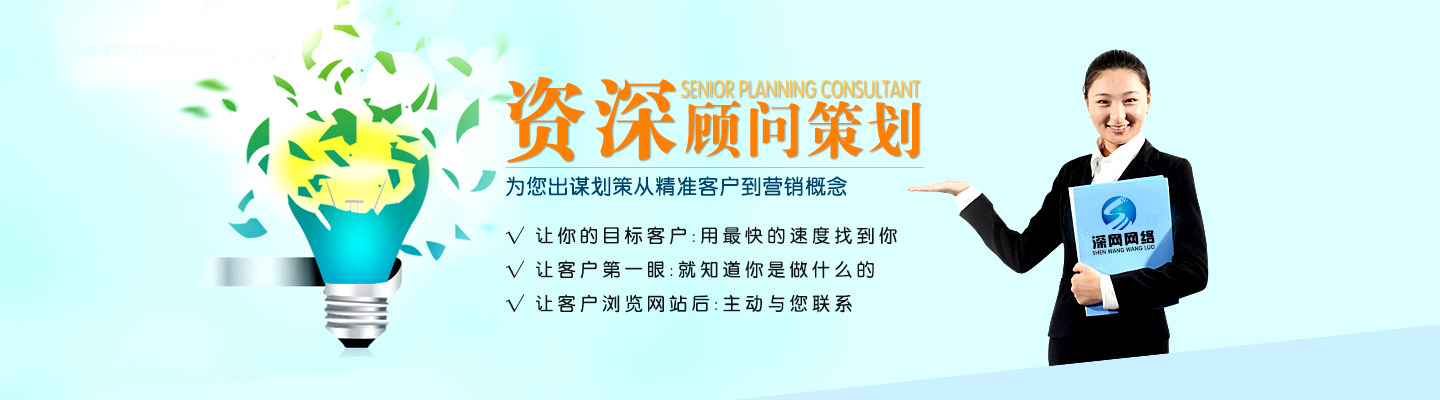 资深顾问策划
SENIOR PLANNING CONSULTANT
为您出谋划策从精准客户到营销概念
√ 让你的目标客户:用最快的速度找到你
√ 让客户第一眼:就知道你是做什么的
√ 让客户浏览网站后:主动与您联系
深网网络
SHEN WANG WANG LUO